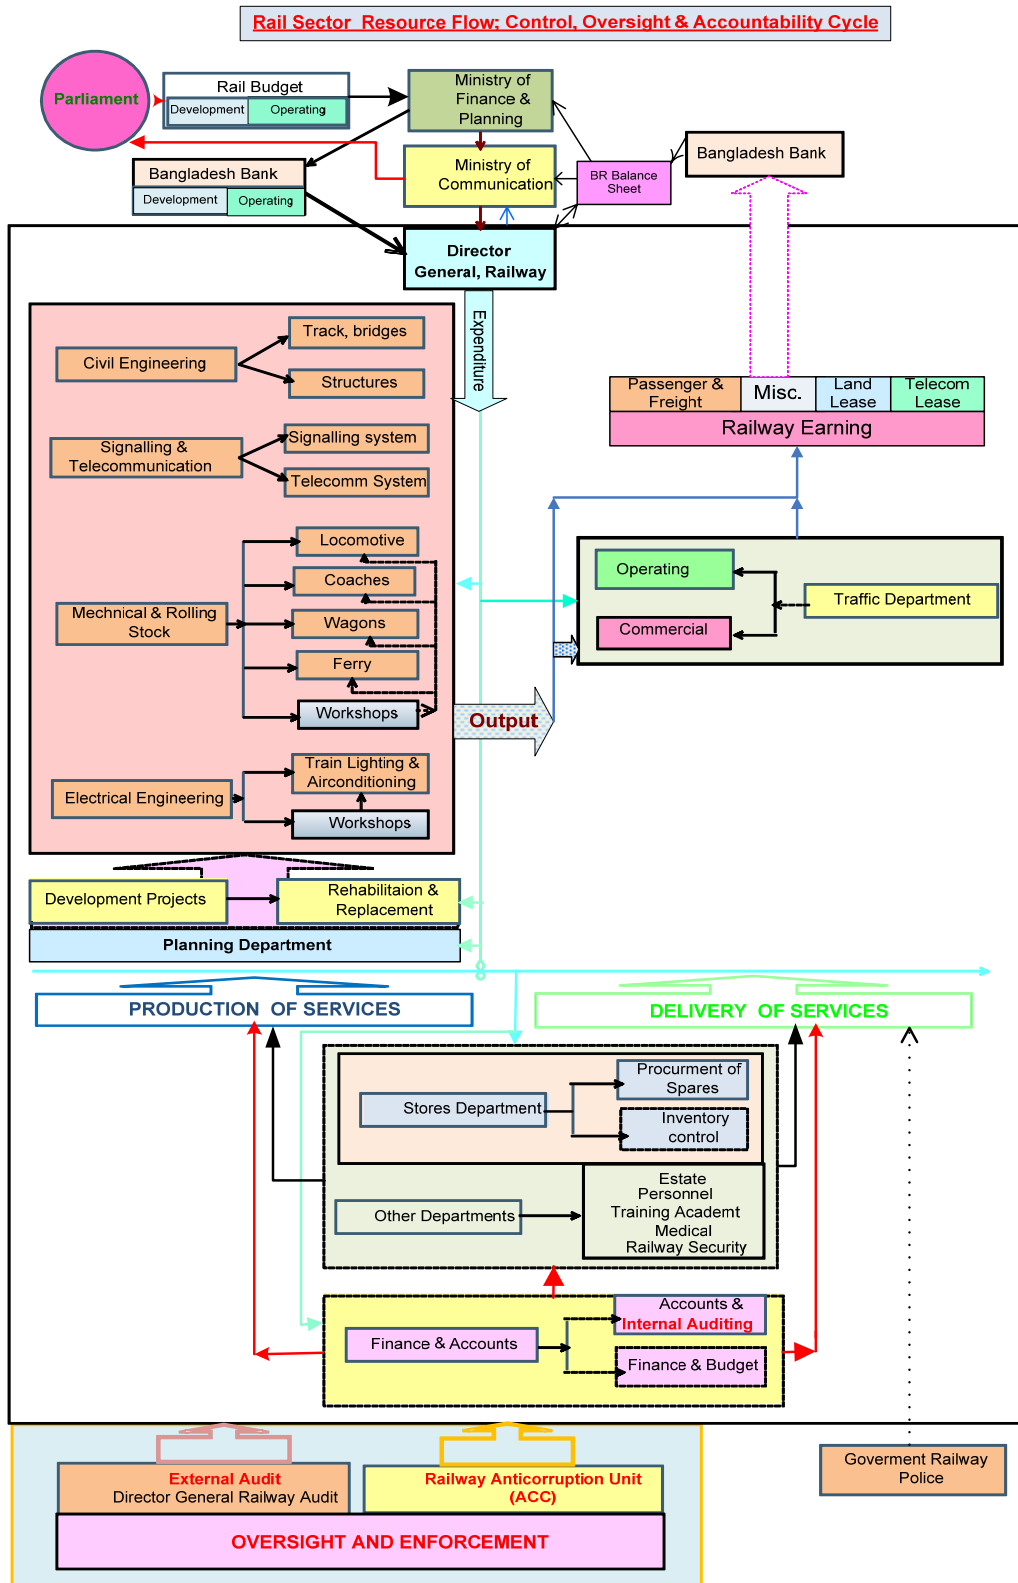 Rail Sector  Resource Flow; Control, Oversight & Accountability Cycle
Parliament
Rail Budget
Development
Operating
Ministry of
Finance &
Planning
Bangladesh Bank
Development
Operating
Ministry of
Communication
BR Balance
Sheet
Bangladesh Bank
Director
General, Railway
Expenditure
Civil Engineering
Track, bridges
Structures
Signalling &
Telecommunication
Signalling system
Telecomm System
Mechnical & Rolling
Stock
Locomotive
Coaches
Wagons
Ferry
Workshops
Electrical Engineering
Train Lighting &
Airconditioning
Workshops
Output
Passenger &
Freight
Misc.
Land
Lease
Telecom
Lease
Railway Earning
Operating
Commercial
Traffic Department
Development Projects
Rehabilitaion &
Replacement
Planning Department
PRODUCTION  OF SERVICES
DELIVERY  OF SERVICES
Stores Department
Procurment of
Spares
Inventory
control
Other Departments
Estate
Personnel
Training Academt
Medical
Railway Security
Finance & Accounts
Accounts &
Internal Auditing
Finance & Budget
External Audit
Director General Railway Audit
Railway Anticorruption Unit
(ACC)
OVERSIGHT AND ENFORCEMENT
Goverment Railway
Police